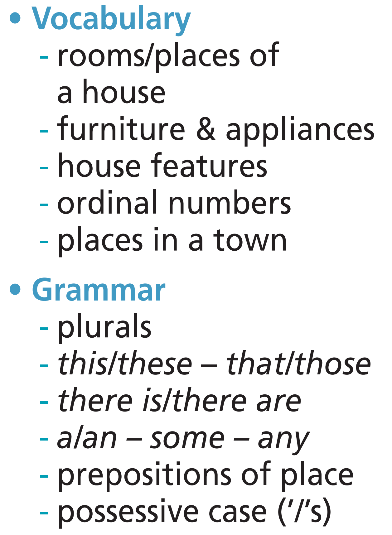 • Vocabulary
- rooms/places of
a house
- furniture & appliances
- house features
- ordinal numbers
- places in a town
• Grammar
- plurals
- this/these – that/those
- there is/there are
- a/an – some – any
- prepositions of place
- possessive case ('/'s)